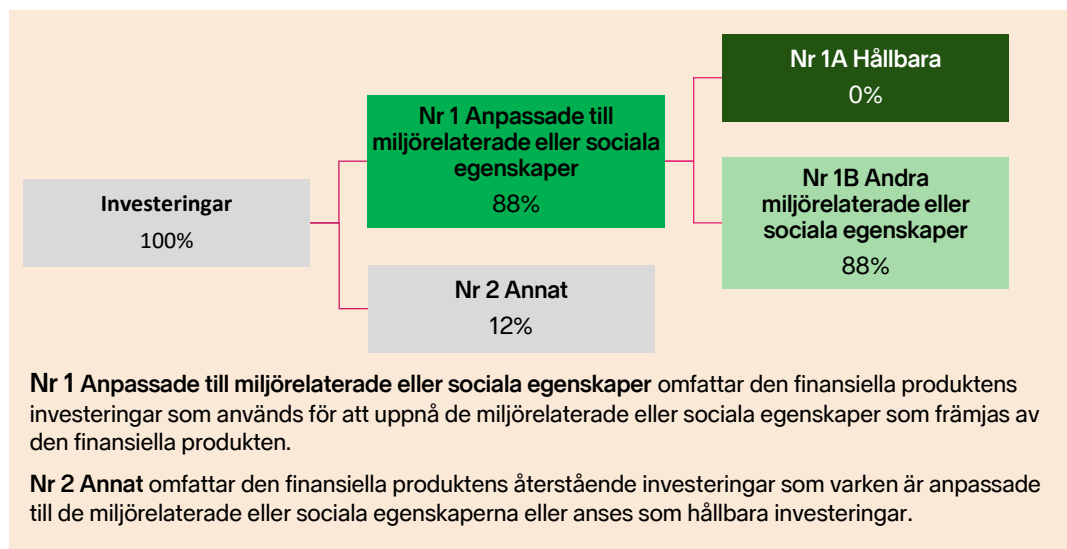 Nr 1A Hållbara
0%
Nr 1 Anpassade till
miljörelaterade eller sociala
egenskaper
88%
Nr 1B Andra
miljörelaterade eller
sociala egenskaper
88%
Investeringar
100%
Nr 2 Annat
12%
Nr 1 Anpassade till miljörelaterade eller sociala egenskaper omfattar den finansiella produktens
investeringar som används för att uppnå de miljörelaterade eller sociala egenskaper som främjas av
den finansiella produkten.
Nr 2 Annat omfattar den finansiella produktens återstående investeringar som varken är anpassade
till de miljörelaterade eller sociala egenskaperna eller anses som hållbara investeringar.